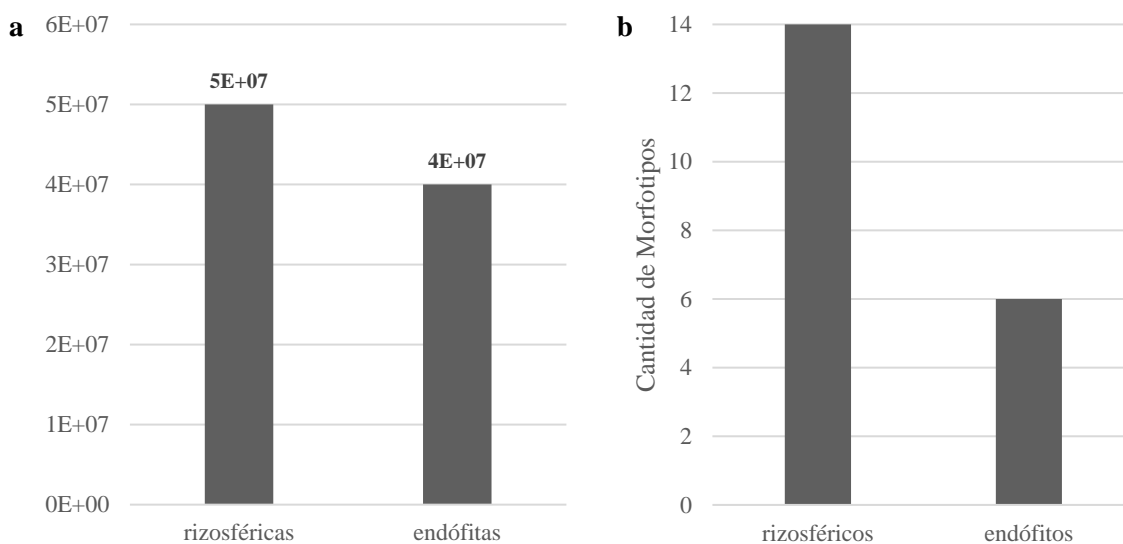 a
6E+07
5E+07
4E+07
3E+07
2E+07
1E+07
0E+00
5E+07
4E+07
rizosféricas
endófitas
b
Cantidad de Morfotipos
14
12
10
8
6
4
2
0
rizosféricos
endófitos